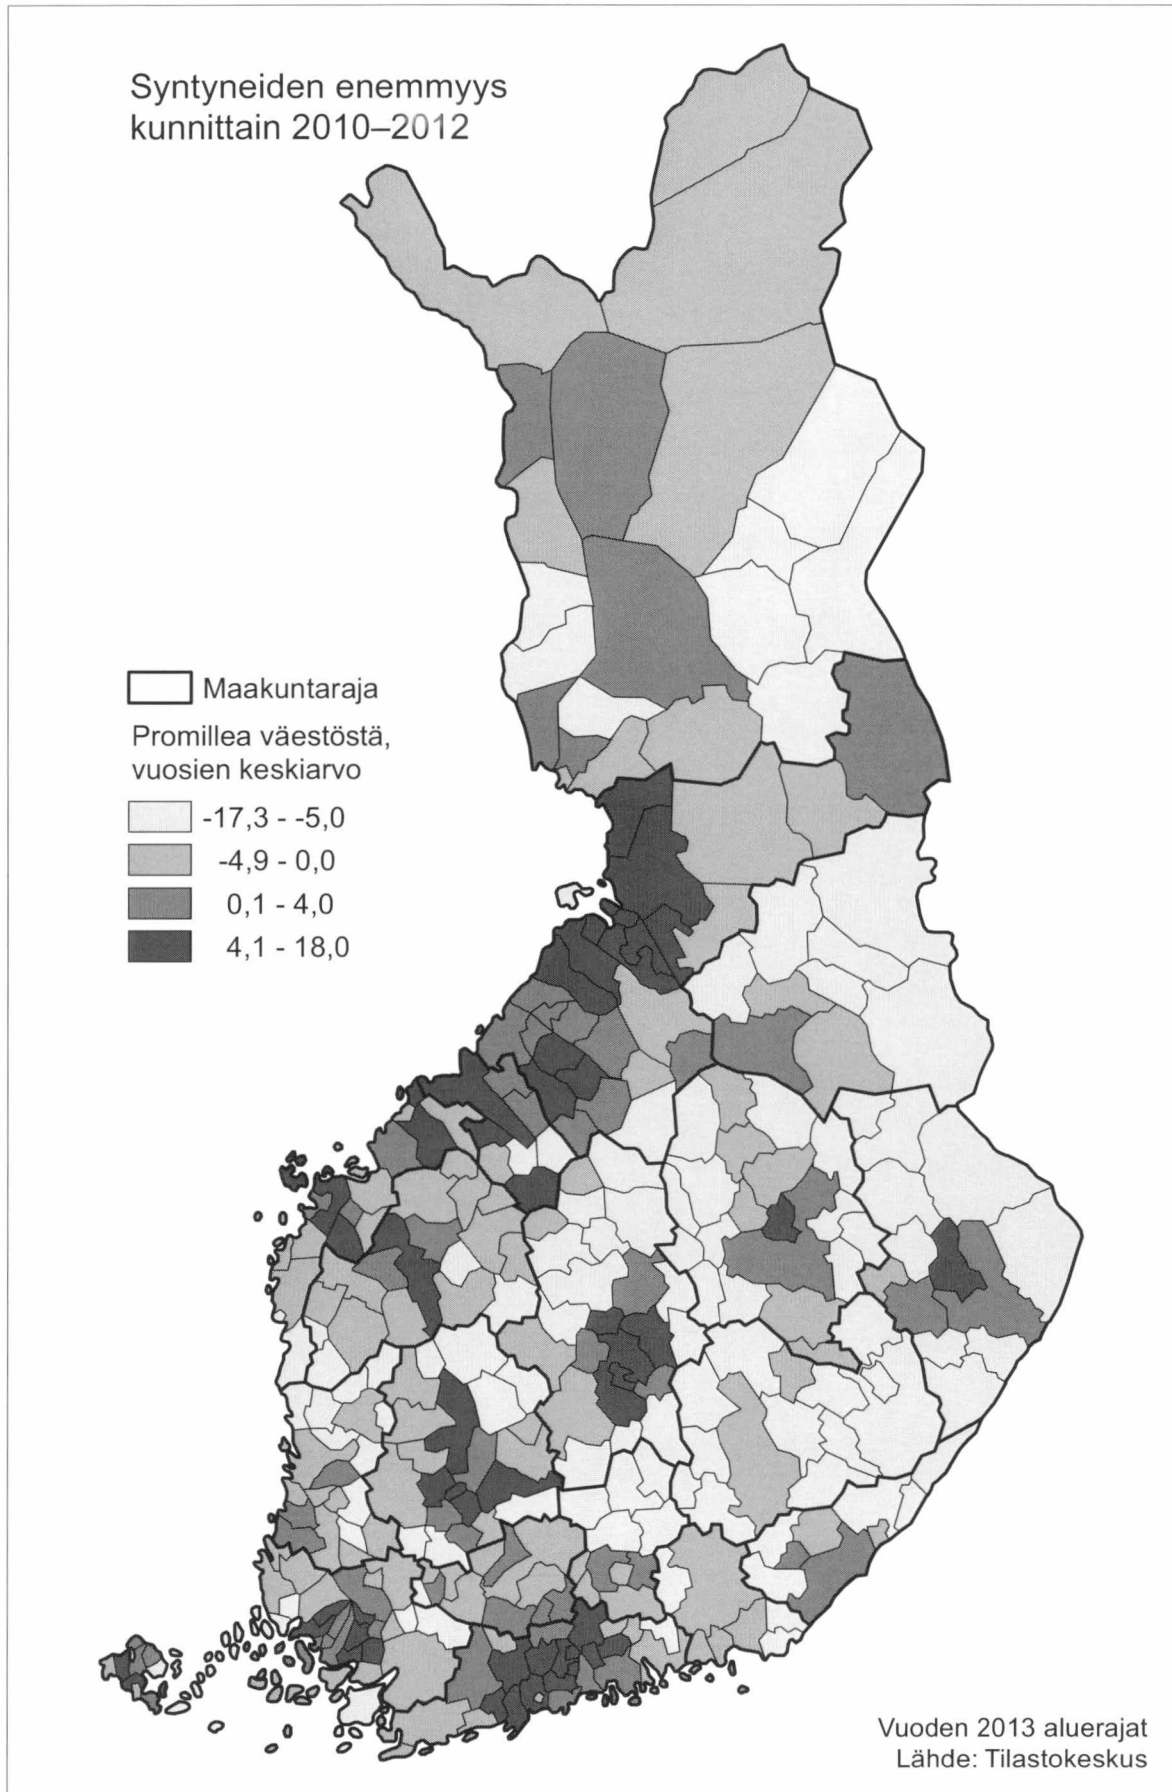 Syntyneiden enemmyys
kunnittain 2010–2012
Maakuntaraja
Promillea väestöstä,
vuosien keskiarvo
-17,3 - -5,0
-4,9 - 0,0
0,1 - 4,0
4,1 - 18,0
Vuoden 2013 aluerajat
Lähde: Tilastokeskus